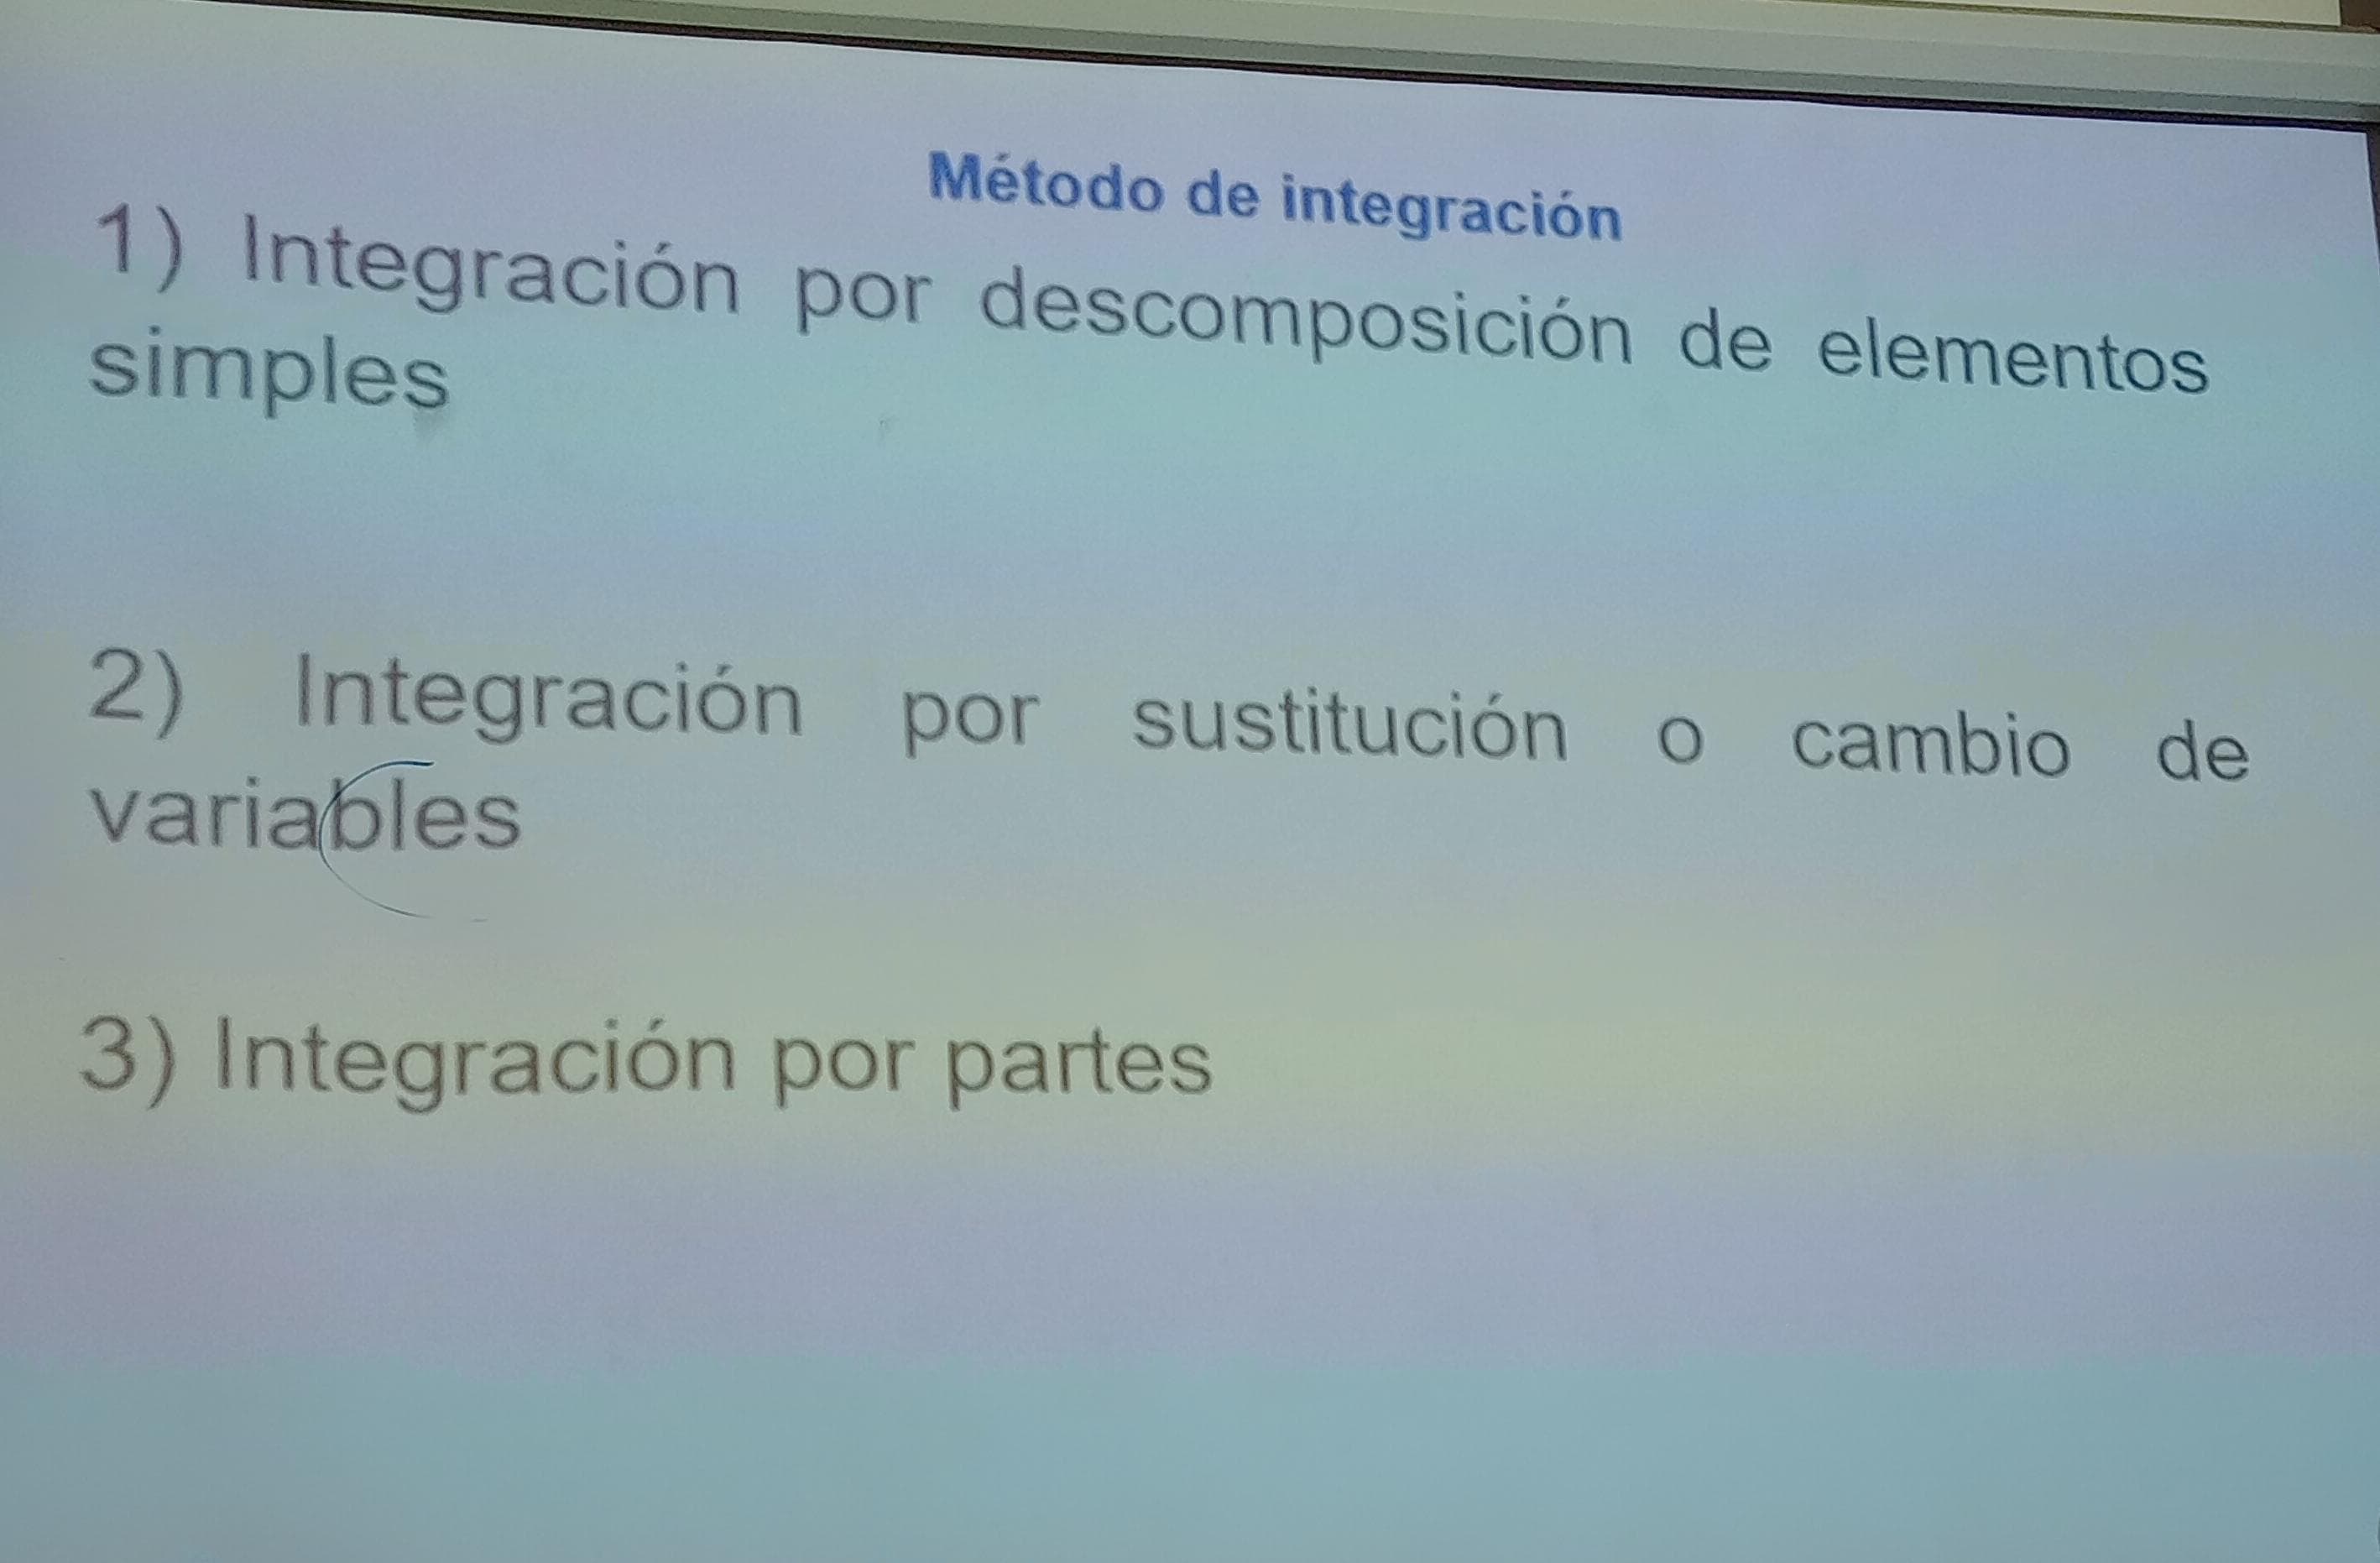 Método de integración
1) Integración por descomposición de elementos
simples
2) Integración por sustitución o cambio de
variables
3) Integración por partes